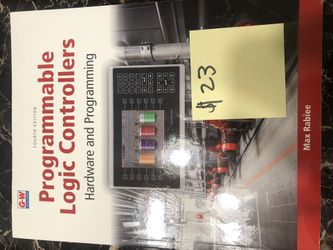 FOURTH EDITION
Programmable
Logic Controllers
Hardware and Programming
$23
Max Rabiee
G-W